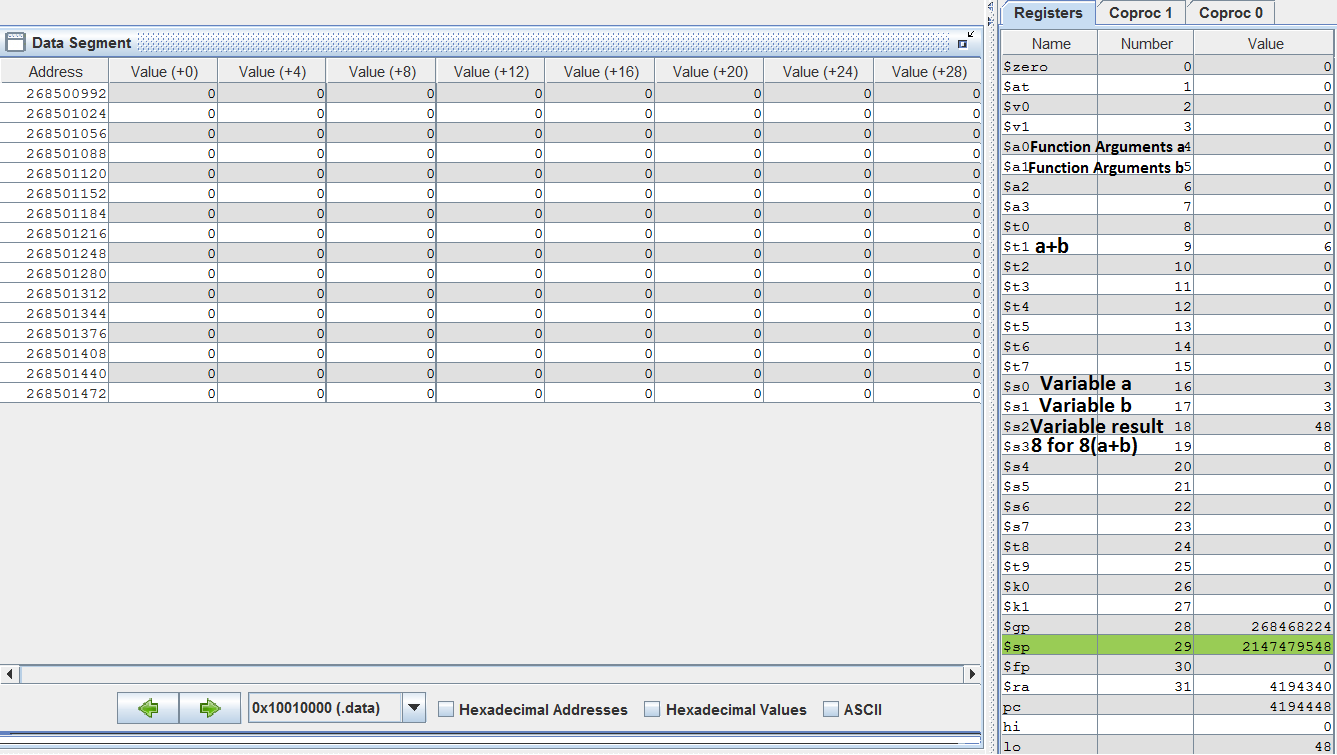 Registers Coproc 1 Coproc 0
Data Segment
Address Value (+0) Value (+4) Value (+8) Value (+12) Value (+16) Value (+20) Value (+24) Value (+28)
268500992 0 0 0 0 0 0 0 0
268501024 0 0 0 0 0 0 0 0
268501056 0 0 0 0 0 0 0 0
268501088 0 0 0 0 0 0 0 0
268501120 0 0 0 0 0 0 0 0
268501152 0 0 0 0 0 0 0 0
268501184 0 0 0 0 0 0 0 0
268501216 0 0 0 0 0 0 0 0
268501248 0 0 0 0 0 0 0 0
268501280 0 0 0 0 0 0 0 0
268501312 0 0 0 0 0 0 0 0
268501344 0 0 0 0 0 0 0 0
268501376 0 0 0 0 0 0 0 0
268501408 0 0 0 0 0 0 0 0
268501440 0 0 0 0 0 0 0 0
268501472 0 0 0 0 0 0 0 0
0x10010000 (.data) Hexadecimal Addresses Hexadecimal Values ASCII
Name Number Value
$zero 0 0
$at 1 0
$v0 2 0
$v1 3 0
$a0 Function Arguments a 4 0
$a1 Function Arguments b 5 0
$a2 6 0
$a3 7 0
$t0 8 0
$t1 a+b 9 6
$t2 10 0
$t3 11 0
$t4 12 0
$t5 13 0
$t6 14 0
$t7 15 0
$s0 Variable a 16 3
$s1 Variable b 17 3
$s2 Variable result 18 48
$s3 8 for 8(a+b) 19 8
$s4 20 0
$s5 21 0
$s6 22 0
$s7 23 0
$t8 24 0
$t9 25 0
$k0 26 0
$k1 27 0
$gp 28 268468224
$sp 29 2147479548
$fp 30 0
$ra 31 4194340
pc 4194448
hi 0
lo 48